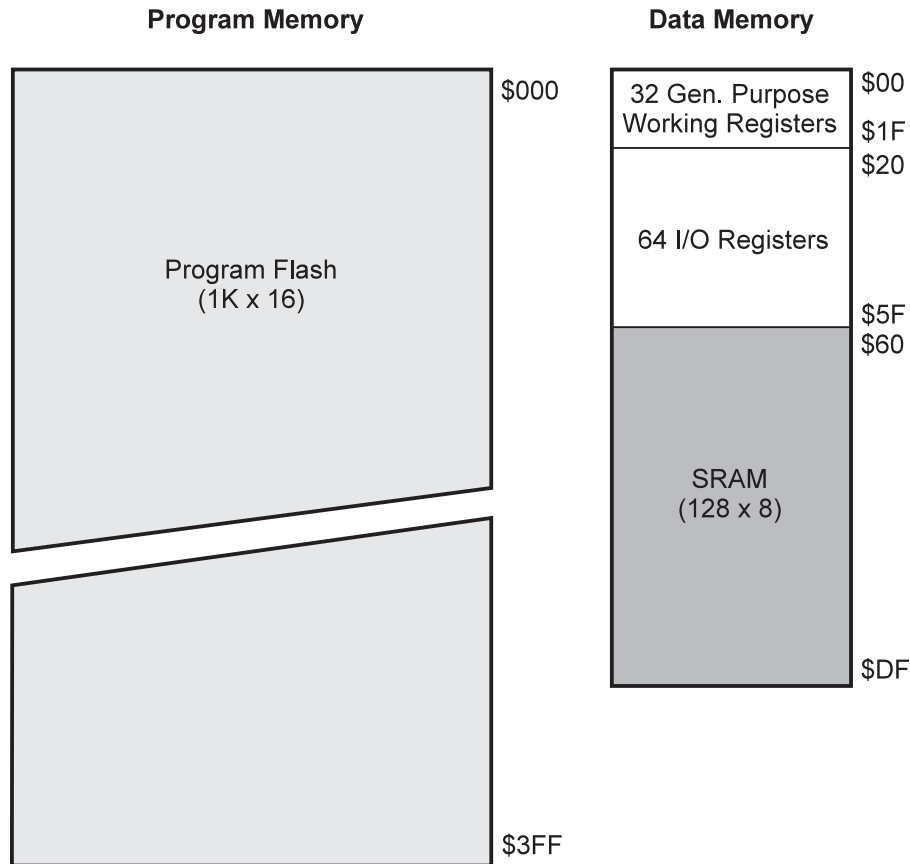 Program Memory
$000
Program Flash
(1K x 16)
$3FF
Data Memory
32 Gen. Purpose
Working Registers
$00
$1F
$20
64 I/O Registers
$5F
$60
SRAM
(128 x 8)
$DF